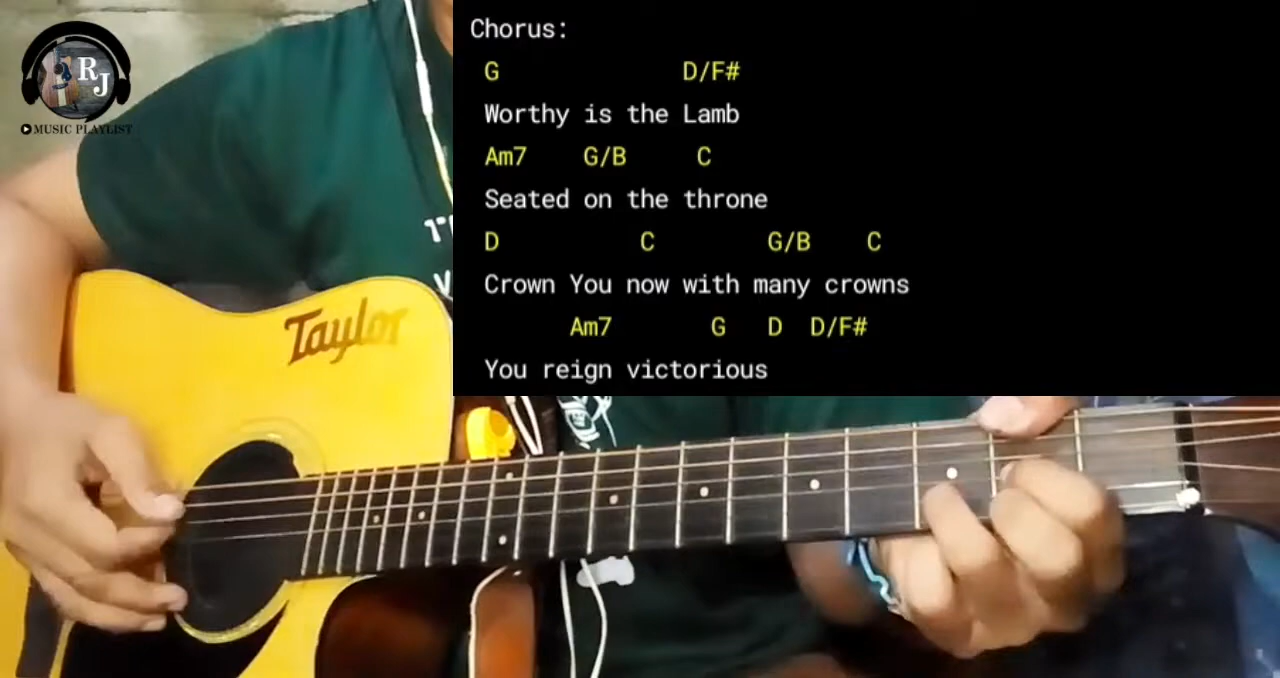 RJ
MUSIC PLAYLIST
Chorus:
G D/F#
Worthy is the Lamb
Am7 G/B C
Seated on the throne
D C G/B C
Crown You now with many crowns
Am7 G D D/F#
You reign victorious
Taylor